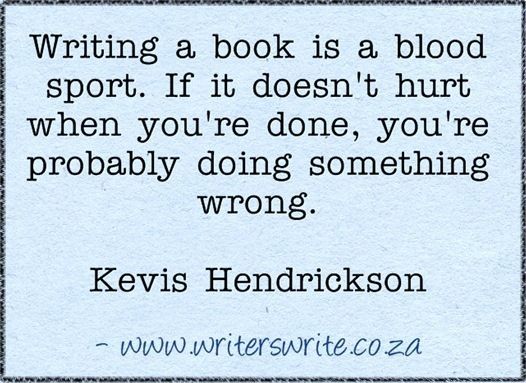 Writing a book is a blood
sport. If it doesn't hurt
when you're done, you're
probably doing something
wrong.
Kevis Hendrickson
- www.writerswrite.co.za